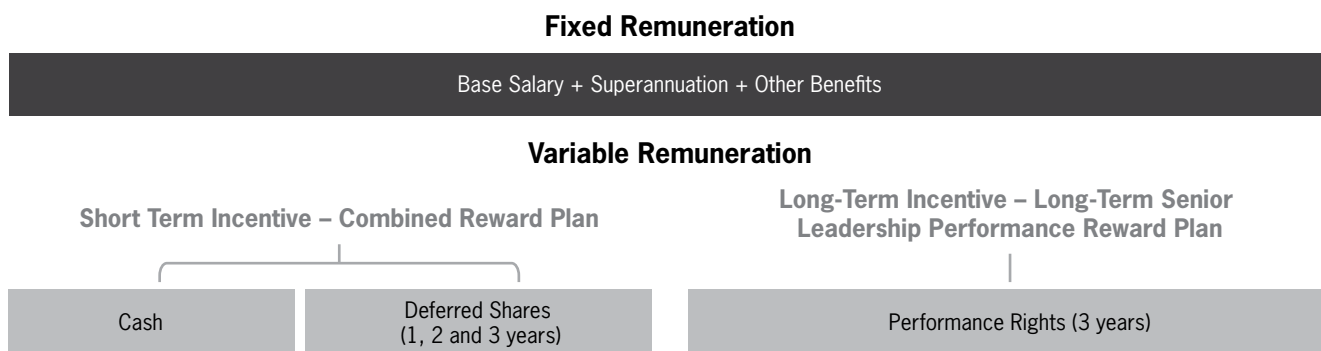 Fixed Remuneration
Base Salary + Superannuation + Other Benefits
Variable Remuneration
Short Term Incentive – Combined Reward Plan
Long-Term Incentive – Long-Term Senior
Leadership Performance Reward Plan
Cash
Deferred Shares
(1, 2 and 3 years)
Performance Rights (3 years)